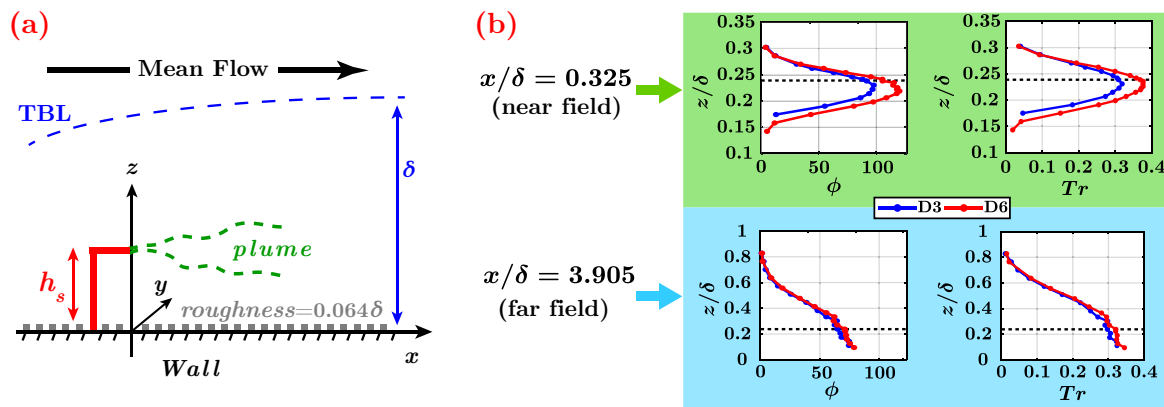 (a)
Mean Flow
TBL
z
δ
plume
h_s
y
roughness=0.064δ
x
Wall
(b)
x/δ = 0.325
(near field)
z/δ
0.35
0.3
0.25
0.2
0.15
0.1
0 50 100
ϕ
z/δ
0.35
0.3
0.25
0.2
0.15
0.1
0 0.1 0.2 0.3 0.4
Tr
D3 D6
x/δ = 3.905
(far field)
z/δ
1
0.8
0.6
0.4
0.2
0
0 50 100
ϕ
z/δ
1
0.8
0.6
0.4
0.2
0
0 0.1 0.2 0.3 0.4
Tr